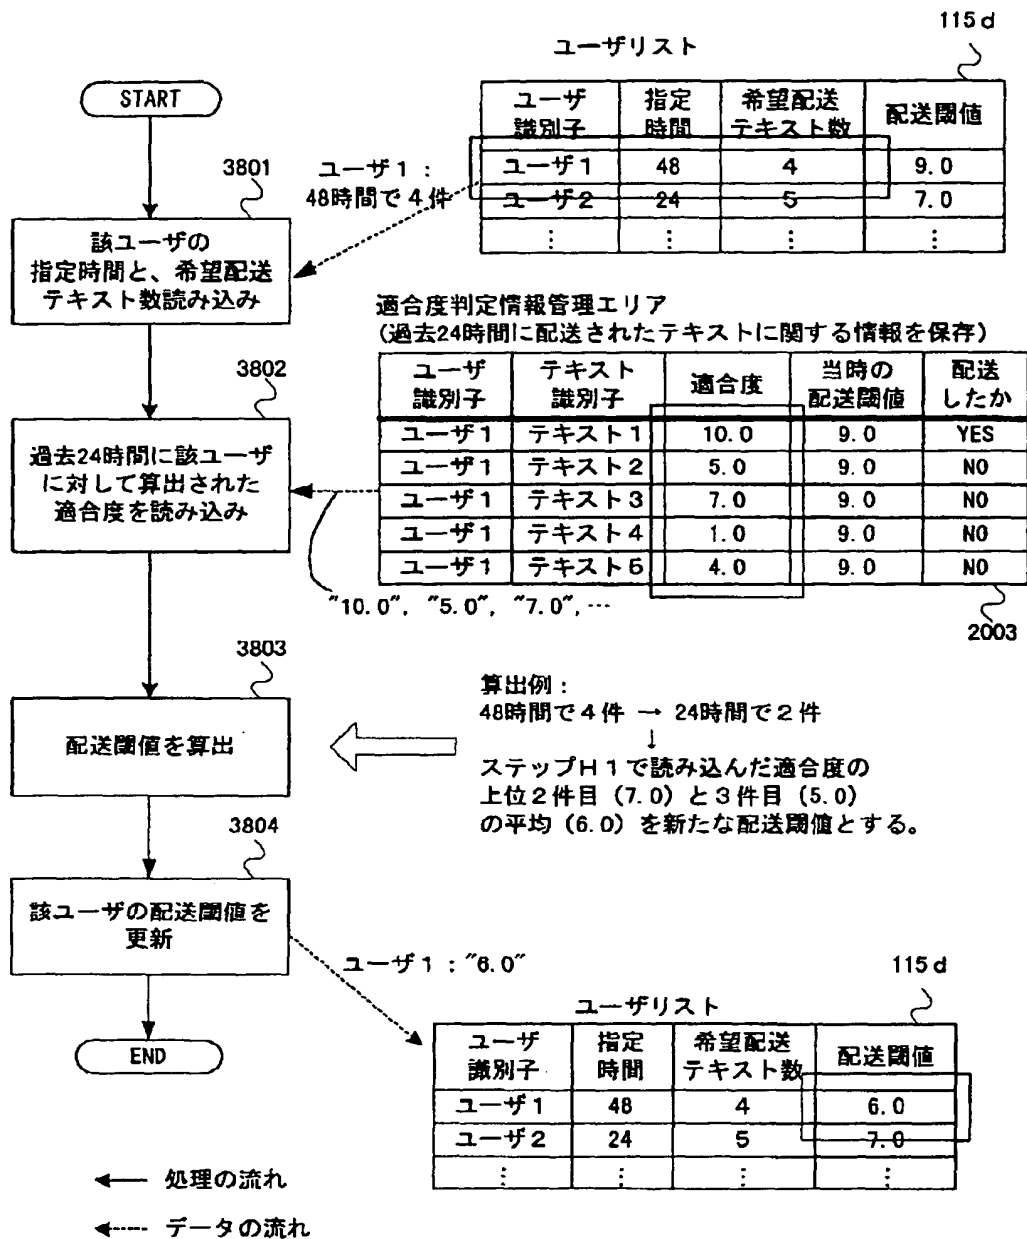 115d
ユーザリスト
START
ユーザ識別子 指定時間 希望配送テキスト数 配送閾値
ユーザ1 48 4 9.0
ユーザ2 24 5 7.0
⋮ ⋮ ⋮ ⋮
ユーザ1:
48時間で4件
3801
該ユーザの
指定時間と、希望配送
テキスト数読み込み
適合度判定情報管理エリア
(過去24時間に配送されたテキストに関する情報を保存)
ユーザ識別子 テキスト識別子 適合度 当時の配送閾値 配送したか
ユーザ1 テキスト1 10.0 9.0 YES
ユーザ1 テキスト2 5.0 9.0 NO
ユーザ1 テキスト3 7.0 9.0 NO
ユーザ1 テキスト4 1.0 9.0 NO
ユーザ1 テキスト5 4.0 9.0 NO
2003
3802
過去24時間に該ユーザ
に対して算出された
適合度を読み込み
"10.0", "5.0", "7.0",…
3803
配送閾値を算出
算出例:
48時間で4件 → 24時間で2件
↓
ステップH1で読み込んだ適合度の
上位2件目(7.0)と3件目(5.0)
の平均(6.0)を新たな配送閾値とする。
3804
該ユーザの配送閾値を
更新
ユーザ1:"6.0"
115d
ユーザリスト
ユーザ識別子 指定時間 希望配送テキスト数 配送閾値
ユーザ1 48 4 6.0
ユーザ2 24 5 7.0
⋮ ⋮ ⋮ ⋮
END
処理の流れ
データの流れ